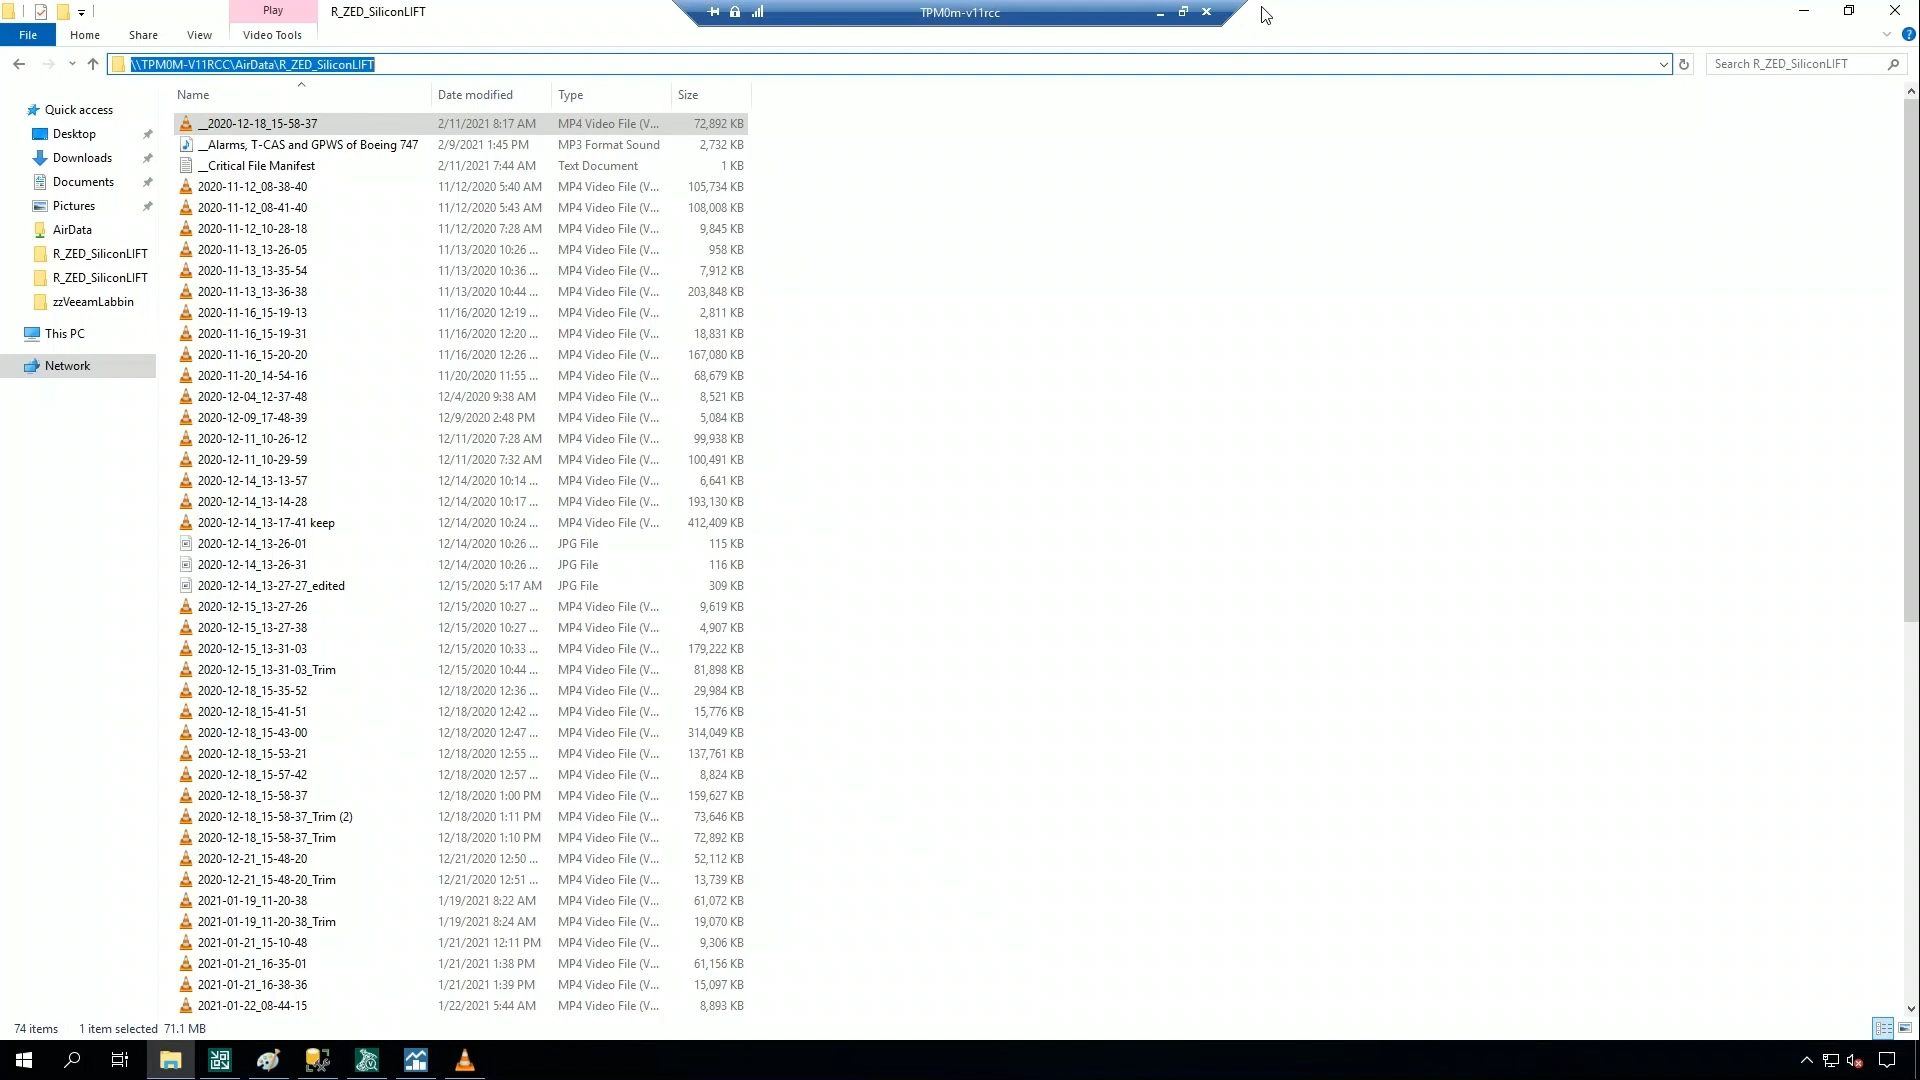 Play
R_ZED_SiliconLIFT
TPM0m-v11rcc
File
Home
Share
View
Video Tools
\\TPM0M-V11RCC\AirData\R_ZED_SiliconLIFT
Search R_ZED_SiliconLIFT
Quick access
Desktop
Downloads
Documents
Pictures
AirData
R_ZED_SiliconLIFT
R_ZED_SiliconLIFT
zzVeeamLabbin
This PC
Network
Name Date modified Type Size
__2020-12-18_15-58-37 2/11/2021 8:17 AM MP4 Video File (V... 72,892 KB
__Alarms, T-CAS and GPWS of Boeing 747 2/9/2021 1:45 PM MP3 Format Sound 2,732 KB
__Critical File Manifest 2/11/2021 7:44 AM Text Document 1 KB
2020-11-12_08-38-40 11/12/2020 5:40 AM MP4 Video File (V... 105,734 KB
2020-11-12_08-41-40 11/12/2020 5:43 AM MP4 Video File (V... 108,008 KB
2020-11-12_10-28-18 11/12/2020 7:28 AM MP4 Video File (V... 9,845 KB
2020-11-13_13-26-05 11/13/2020 10:26 ... MP4 Video File (V... 958 KB
2020-11-13_13-35-54 11/13/2020 10:36 ... MP4 Video File (V... 7,912 KB
2020-11-13_13-36-38 11/13/2020 10:44 ... MP4 Video File (V... 203,848 KB
2020-11-16_15-19-13 11/16/2020 12:19 ... MP4 Video File (V... 2,811 KB
2020-11-16_15-19-31 11/16/2020 12:20 ... MP4 Video File (V... 18,831 KB
2020-11-16_15-20-20 11/16/2020 12:26 ... MP4 Video File (V... 167,080 KB
2020-11-20_14-54-16 11/20/2020 11:55 ... MP4 Video File (V... 68,679 KB
2020-12-04_12-37-48 12/4/2020 9:38 AM MP4 Video File (V... 8,521 KB
2020-12-09_17-48-39 12/9/2020 2:48 PM MP4 Video File (V... 5,084 KB
2020-12-11_10-26-12 12/11/2020 7:28 AM MP4 Video File (V... 99,938 KB
2020-12-11_10-29-59 12/11/2020 7:32 AM MP4 Video File (V... 100,491 KB
2020-12-14_13-13-57 12/14/2020 10:14 ... MP4 Video File (V... 6,641 KB
2020-12-14_13-14-28 12/14/2020 10:17 ... MP4 Video File (V... 193,130 KB
2020-12-14_13-17-41 keep 12/14/2020 10:24 ... MP4 Video File (V... 412,409 KB
2020-12-14_13-26-01 12/14/2020 10:26 ... JPG File 115 KB
2020-12-14_13-26-31 12/14/2020 10:26 ... JPG File 116 KB
2020-12-14_13-27-27_edited 12/15/2020 5:17 AM JPG File 309 KB
2020-12-15_13-27-26 12/15/2020 10:27 ... MP4 Video File (V... 9,619 KB
2020-12-15_13-27-38 12/15/2020 10:27 ... MP4 Video File (V... 4,907 KB
2020-12-15_13-31-03 12/15/2020 10:33 ... MP4 Video File (V... 179,222 KB
2020-12-15_13-31-03_Trim 12/15/2020 10:44 ... MP4 Video File (V... 81,898 KB
2020-12-18_15-35-52 12/18/2020 12:36 ... MP4 Video File (V... 29,984 KB
2020-12-18_15-41-51 12/18/2020 12:42 ... MP4 Video File (V... 15,776 KB
2020-12-18_15-43-00 12/18/2020 12:47 ... MP4 Video File (V... 314,049 KB
2020-12-18_15-53-21 12/18/2020 12:55 ... MP4 Video File (V... 137,761 KB
2020-12-18_15-57-42 12/18/2020 12:57 ... MP4 Video File (V... 8,824 KB
2020-12-18_15-58-37 12/18/2020 1:00 PM MP4 Video File (V... 159,627 KB
2020-12-18_15-58-37_Trim (2) 12/18/2020 1:11 PM MP4 Video File (V... 73,646 KB
2020-12-18_15-58-37_Trim 12/18/2020 1:10 PM MP4 Video File (V... 72,892 KB
2020-12-21_15-48-20 12/21/2020 12:50 ... MP4 Video File (V... 52,112 KB
2020-12-21_15-48-20_Trim 12/21/2020 12:51 ... MP4 Video File (V... 13,739 KB
2021-01-19_11-20-38 1/19/2021 8:22 AM MP4 Video File (V... 61,072 KB
2021-01-19_11-20-38_Trim 1/19/2021 8:24 AM MP4 Video File (V... 19,070 KB
2021-01-21_15-10-48 1/21/2021 12:11 PM MP4 Video File (V... 9,306 KB
2021-01-21_16-35-01 1/21/2021 1:38 PM MP4 Video File (V... 61,156 KB
2021-01-21_16-38-36 1/21/2021 1:39 PM MP4 Video File (V... 15,097 KB
2021-01-22_08-44-15 1/22/2021 5:44 AM MP4 Video File (V... 8,893 KB
74 items 1 item selected 71.1 MB